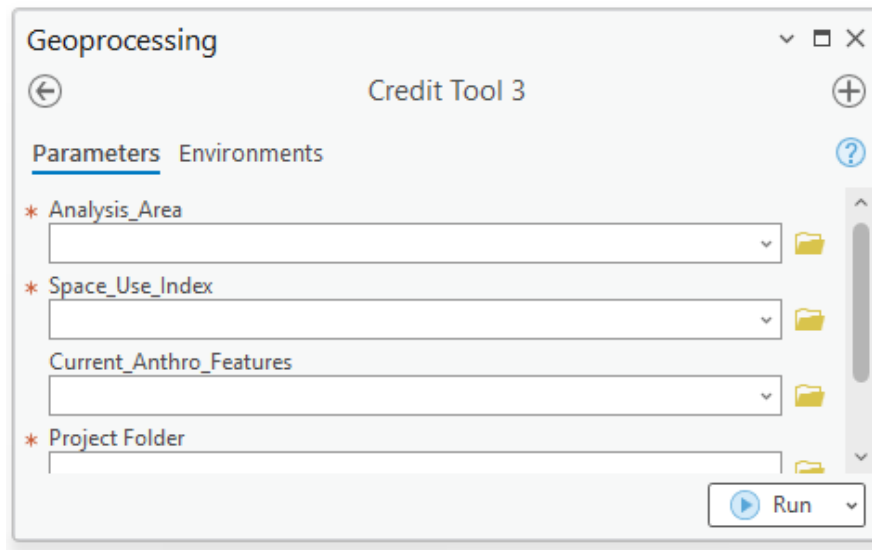 Geoprocessing
Credit Tool 3
Parameters Environments
* Analysis_Area
* Space_Use_Index
Current_Anthro_Features
* Project Folder
Run